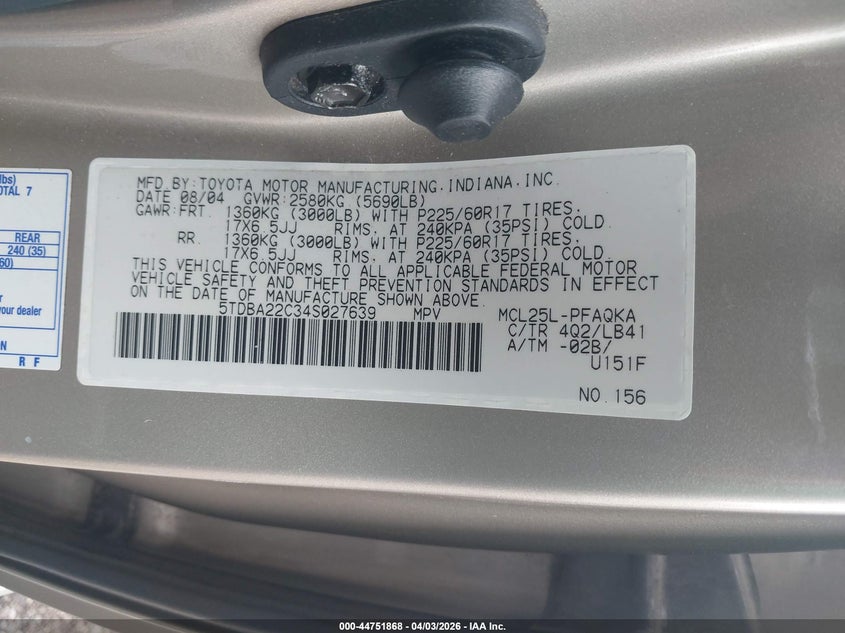 lbs)
OTAL 7
REAR
240 (35)
60)
r
your dealer
ON
R F
MFD.BY:TOYOTA MOTOR MANUFACTURING.INDIANA.INC.
DATE 08/04 GVWR:2580KG (5690LB)
GAWR:FRT. 1360KG (3000LB) WITH P225/60R17 TIRES.
17X6.5JJ RIMS. AT 240KPA (35PSI) COLD.
RR. 1360KG (3000LB) WITH P225/60R17 TIRES.
17X6.5JJ RIMS. AT 240KPA (35PSI) COLD.
THIS VEHICLE CONFORMS TO ALL APPLICABLE FEDERAL MOTOR
VEHICLE SAFETY AND THEFT PREVENTION STANDARDS IN EFFECT
ON THE DATE OF MANUFACTURE SHOWN ABOVE.
5TDBA22C34S027639 MPV MCL25L-PFAQKA
C/TR 4Q2/LB41
A/TM -02B/
U151F
NO.156
000-44751868 - 04/03/2026 - IAA Inc.